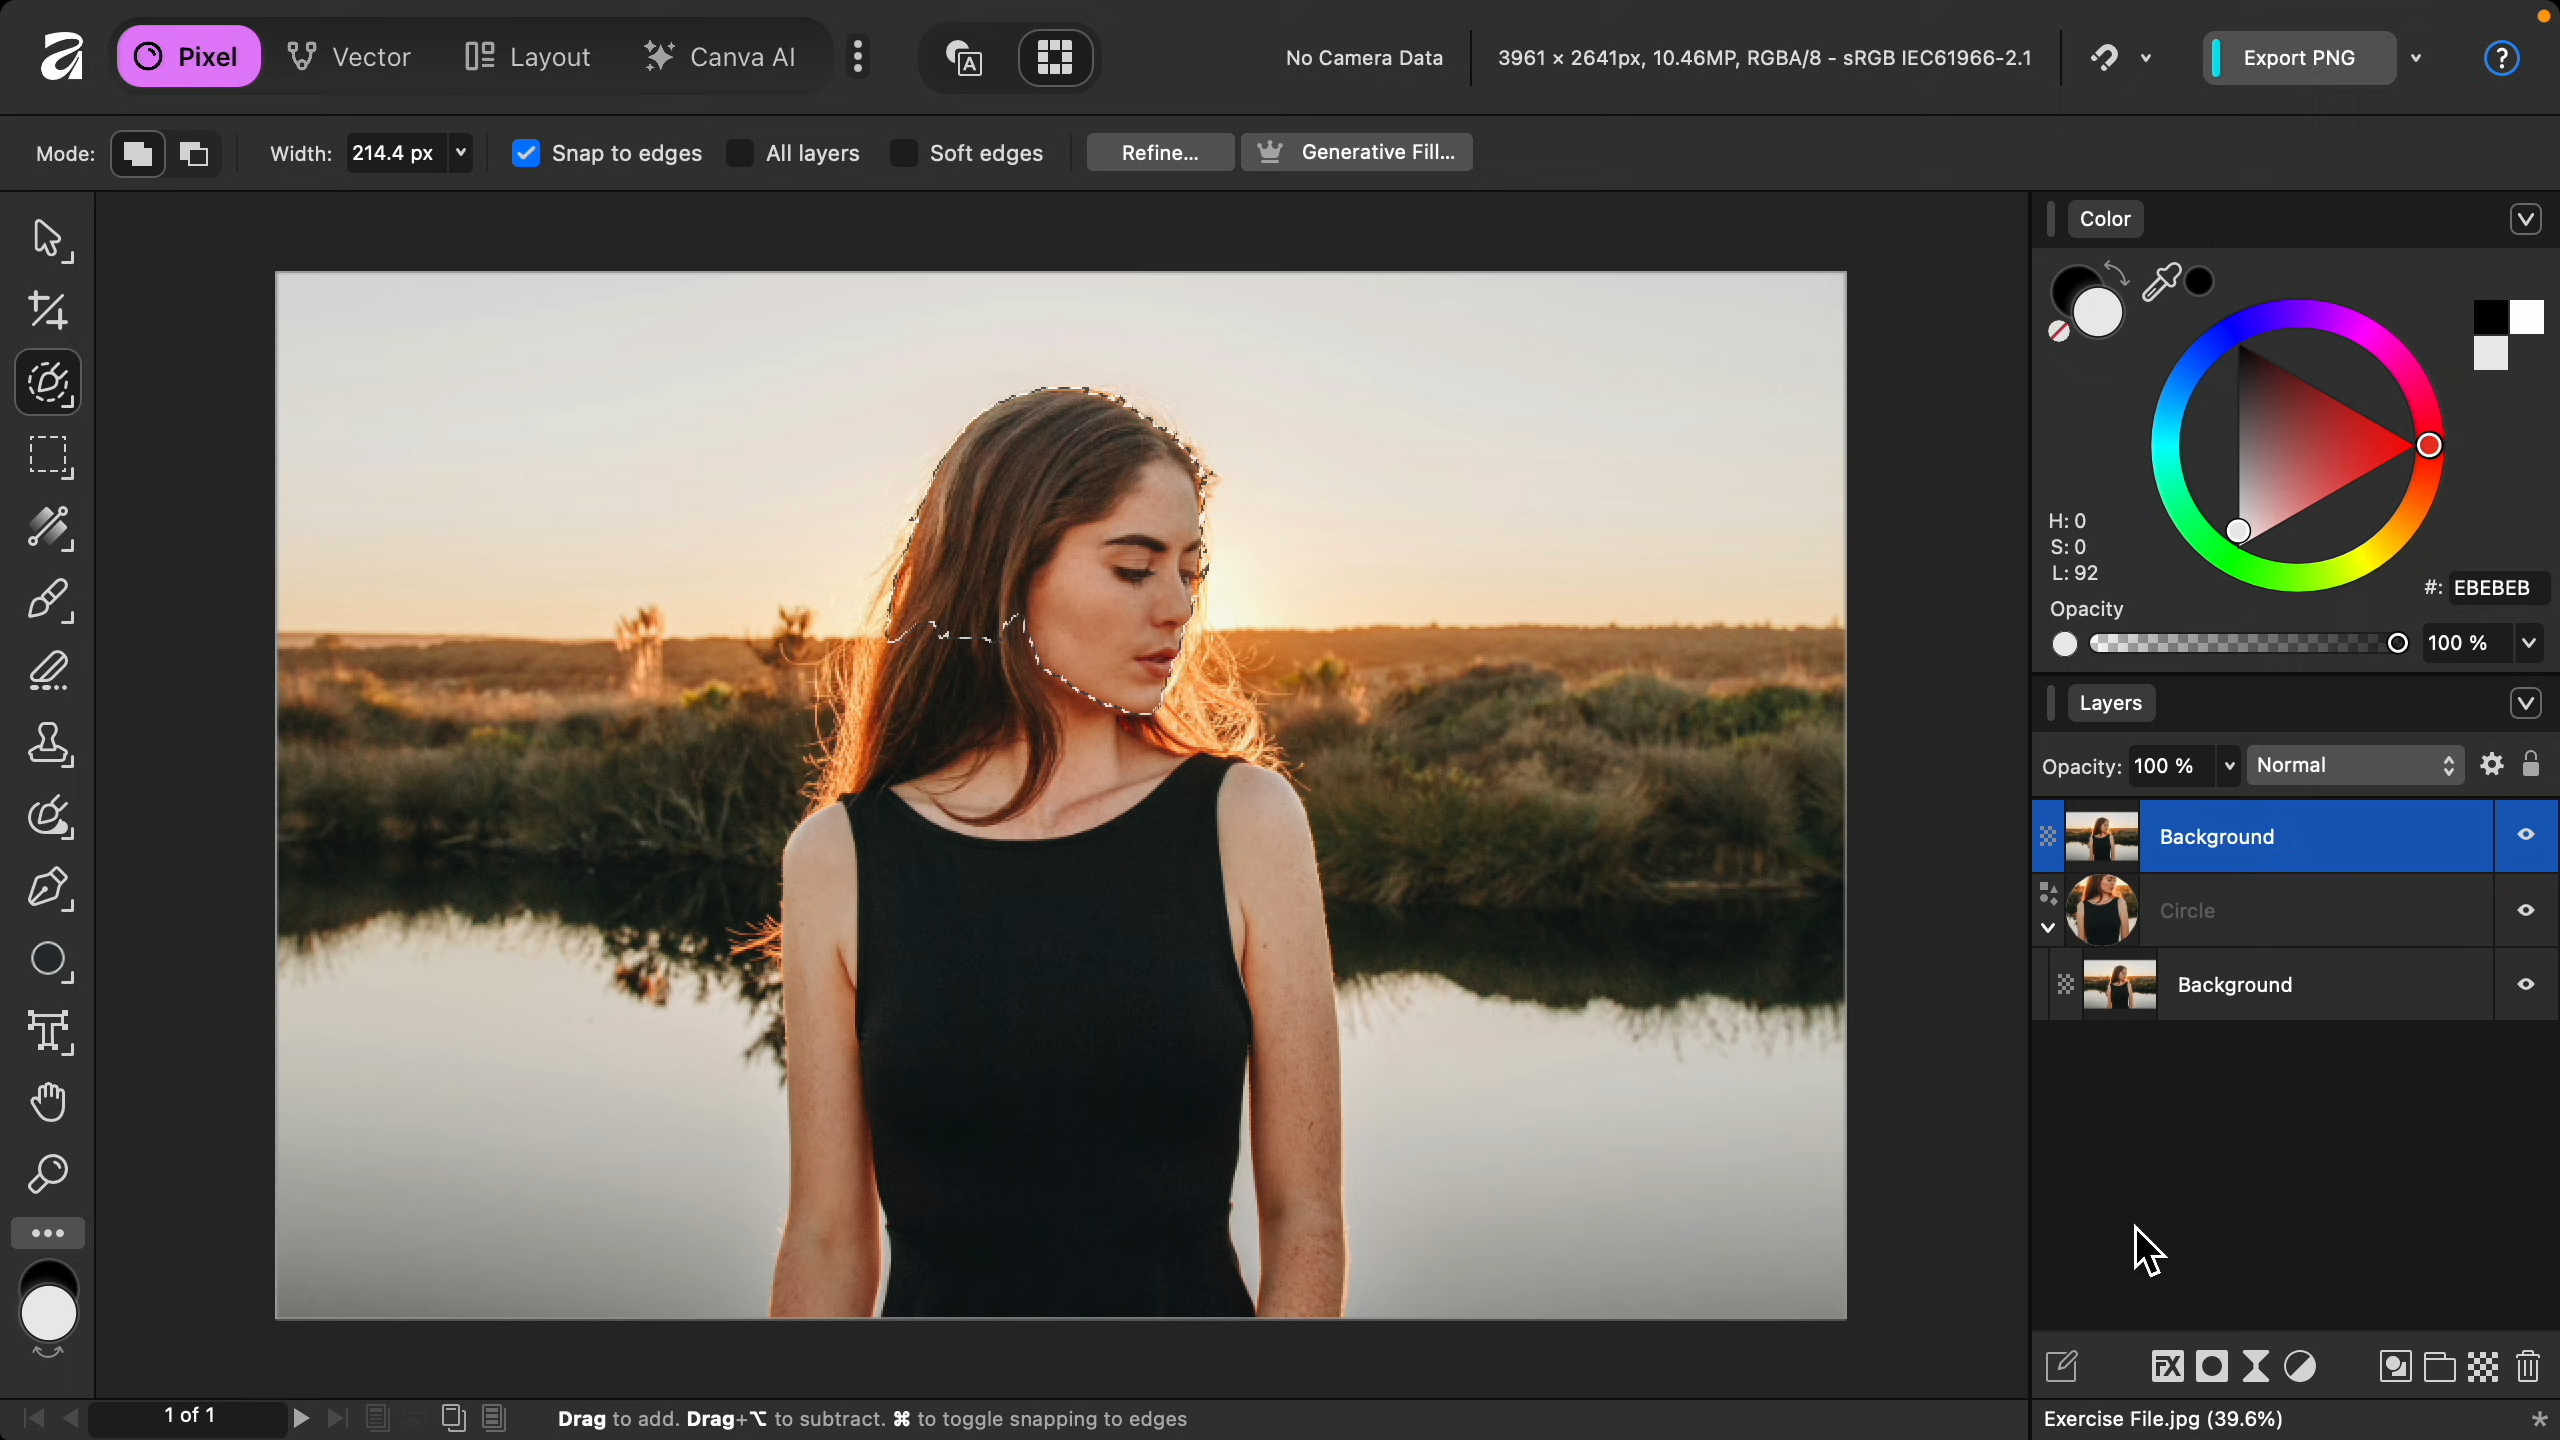 Pixel Vector Layout Canva AI No Camera Data 3961 × 2641px, 10.46MP, RGBA/8 - sRGB IEC61966-2.1 Export PNG ?
Mode: Width: 214.4 px Snap to edges All layers Soft edges Refine... Generative Fill...
Color
H: 0
S: 0
L: 92
#: EBEBEB
Opacity
100 %
Layers
Opacity: 100 % Normal
Background
Circle
Background
FX
1 of 1 Drag to add. Drag+⌥ to subtract. ⌘ to toggle snapping to edges Exercise File.jpg (39.6%) *